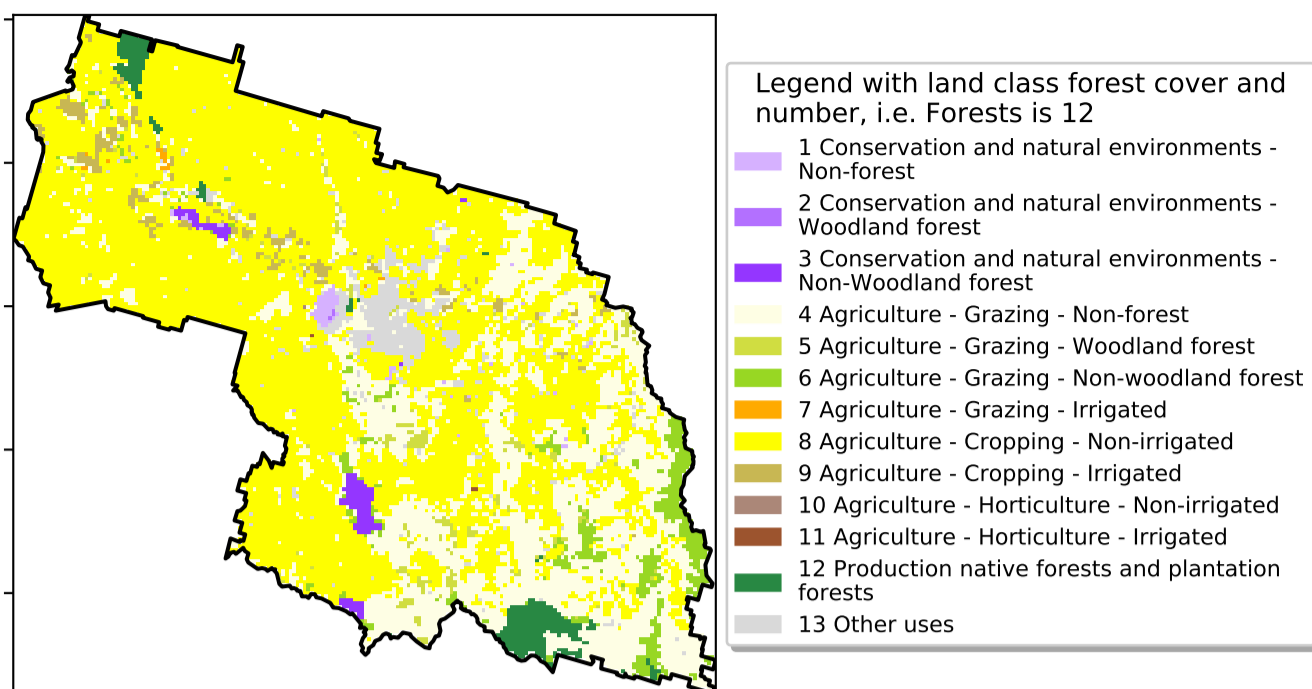 Legend with land class forest cover and
number, i.e. Forests is 12
1 Conservation and natural environments -
Non-forest
2 Conservation and natural environments -
Woodland forest
3 Conservation and natural environments -
Non-Woodland forest
4 Agriculture - Grazing - Non-forest
5 Agriculture - Grazing - Woodland forest
6 Agriculture - Grazing - Non-woodland forest
7 Agriculture - Grazing - Irrigated
8 Agriculture - Cropping - Non-irrigated
9 Agriculture - Cropping - Irrigated
10 Agriculture - Horticulture - Non-irrigated
11 Agriculture - Horticulture - Irrigated
12 Production native forests and plantation
forests
13 Other uses